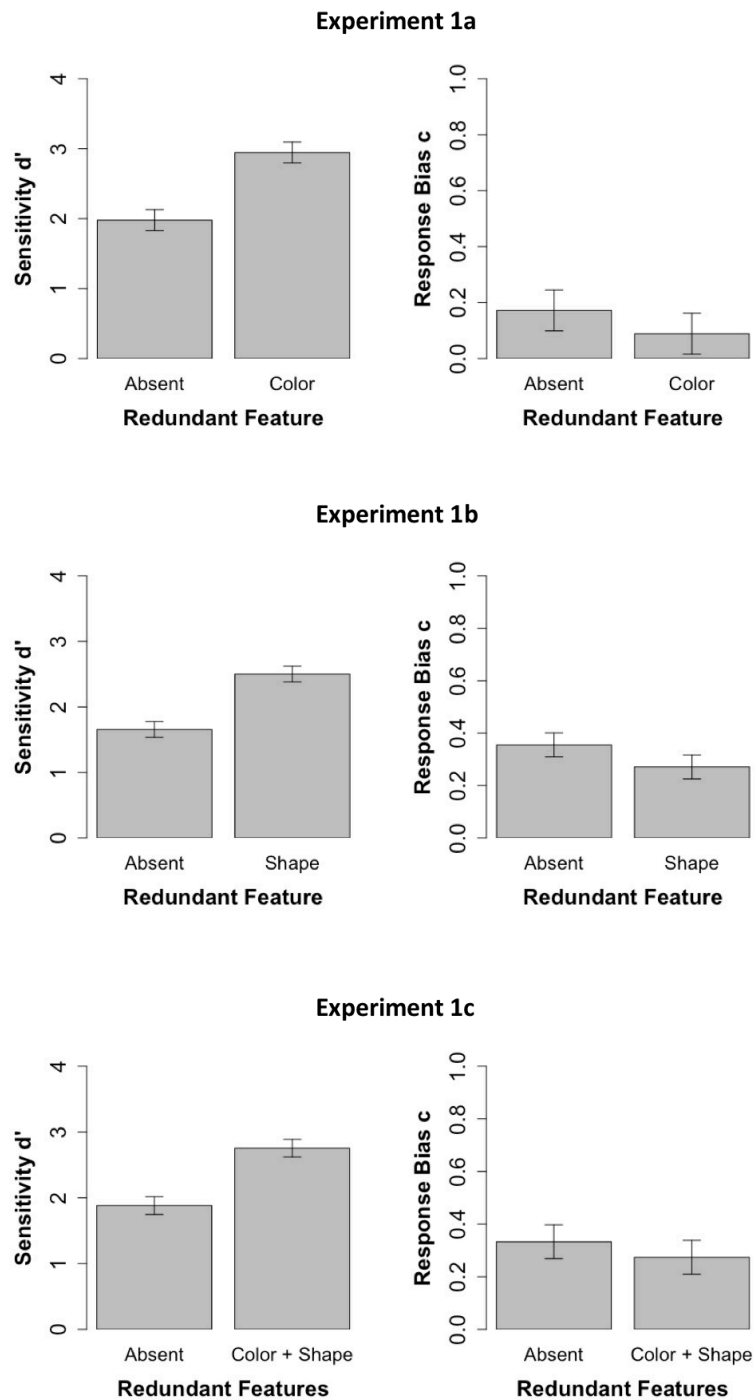 Experiment 1a
Sensitivity d'
4
3
2
1
0
Absent Color
Redundant Feature
Response Bias c
1.0
0.8
0.6
0.4
0.2
0.0
Absent Color
Redundant Feature
Experiment 1b
Sensitivity d'
4
3
2
1
0
Absent Shape
Redundant Feature
Response Bias c
1.0
0.8
0.6
0.4
0.2
0.0
Absent Shape
Redundant Feature
Experiment 1c
Sensitivity d'
4
3
2
1
0
Absent Color + Shape
Redundant Features
Response Bias c
1.0
0.8
0.6
0.4
0.2
0.0
Absent Color + Shape
Redundant Features